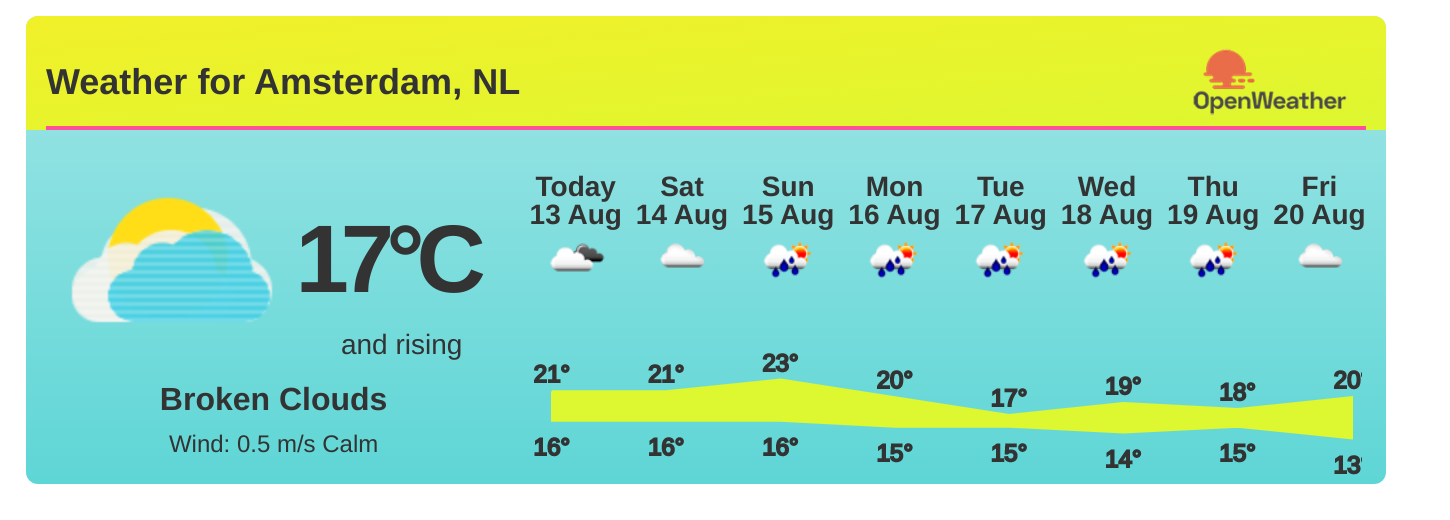 Weather for Amsterdam, NL
OpenWeather
Today Sat Sun Mon Tue Wed Thu Fri
13 Aug 14 Aug 15 Aug 16 Aug 17 Aug 18 Aug 19 Aug 20 Aug
17°C
and rising
Broken Clouds
Wind: 0.5 m/s Calm
21° 21° 23° 20° 17° 19° 18° 20°
16° 16° 16° 15° 15° 14° 15° 13°